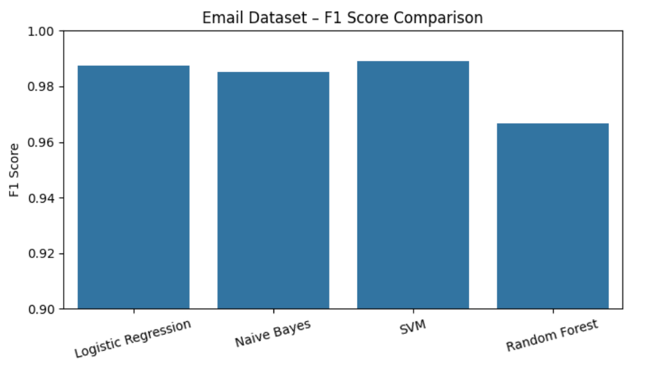 Email Dataset – F1 Score Comparison
1.00
0.98
0.96
0.94
0.92
0.90
F1 Score
Logistic Regression
Naive Bayes
SVM
Random Forest